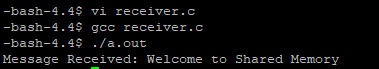 -bash-4.4$ vi receiver.c
-bash-4.4$ gcc receiver.c
-bash-4.4$ ./a.out
Message Received: Welcome to Shared Memory